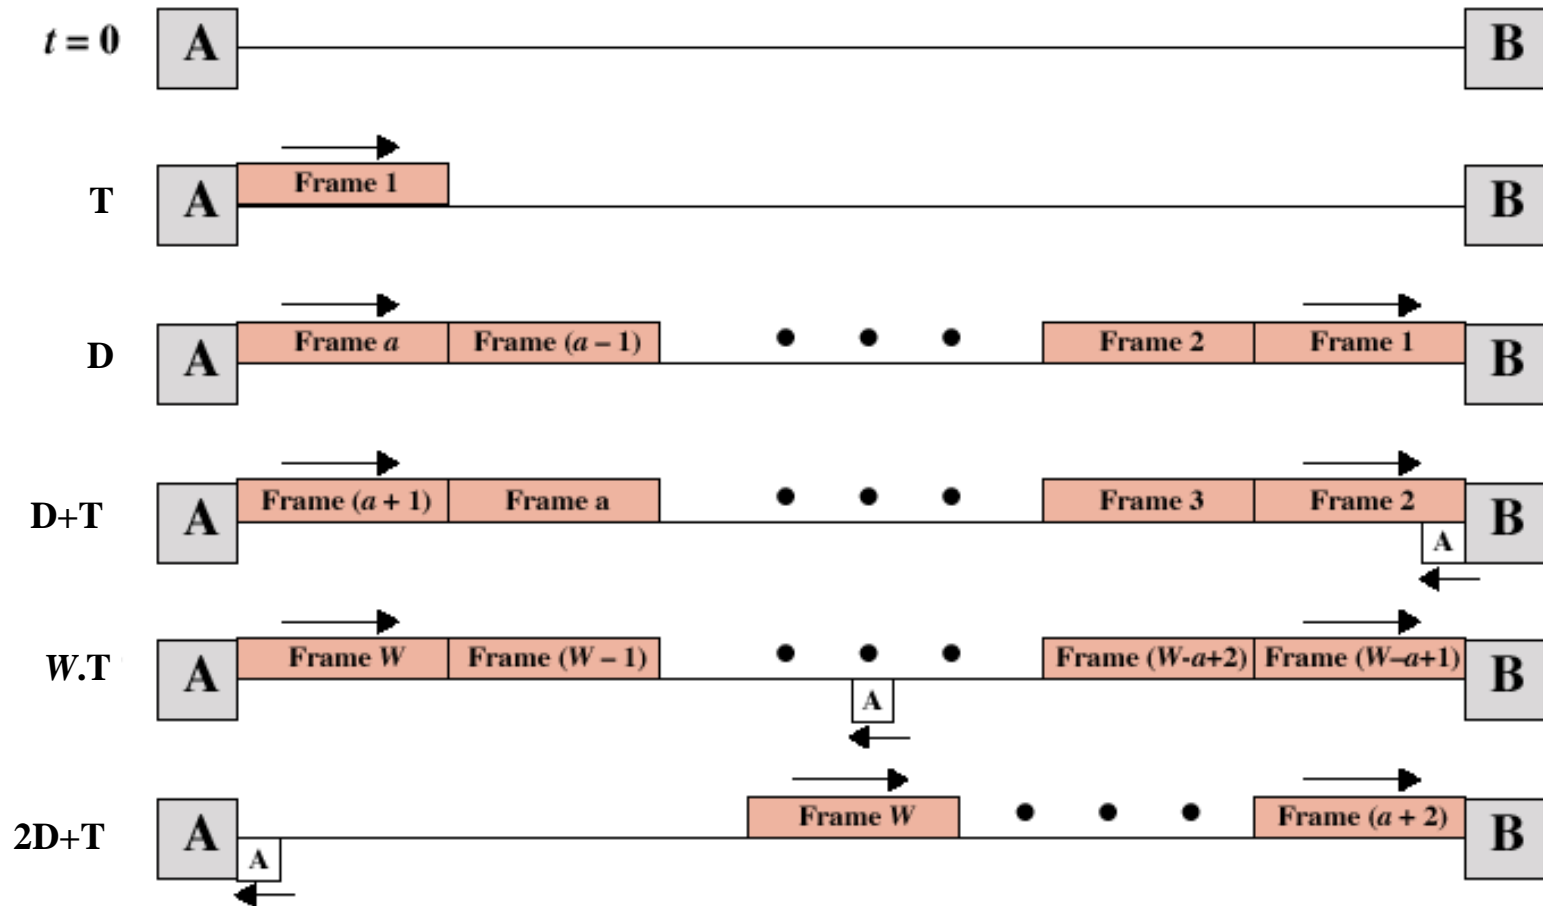 t = 0 A B
T A Frame 1 B
D A Frame a Frame (a – 1) Frame 2 Frame 1 B
D+T A Frame (a + 1) Frame a Frame 3 Frame 2 B
A
W.T A Frame W Frame (W – 1) Frame (W-a+2) Frame (W–a+1) B
A
2D+T A Frame W Frame (a + 2) B
A